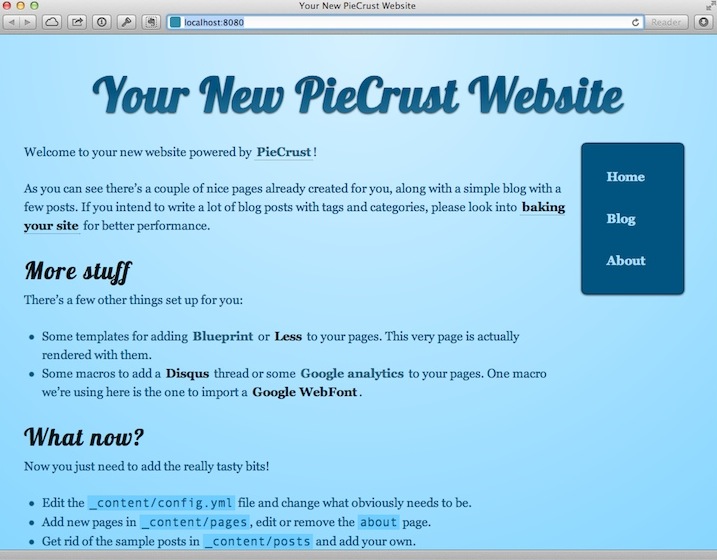 Your New PieCrust Website
localhost:8080
Reader
Your New PieCrust Website
Welcome to your new website powered by PieCrust!
Home
Blog
About
As you can see there’s a couple of nice pages already created for you, along with a simple blog with a
few posts. If you intend to write a lot of blog posts with tags and categories, please look into baking
your site for better performance.
More stuff
There’s a few other things set up for you:
• Some templates for adding Blueprint or Less to your pages. This very page is actually
rendered with them.
• Some macros to add a Disqus thread or some Google analytics to your pages. One macro
we’re using here is the one to import a Google WebFont.
What now?
Now you just need to add the really tasty bits!
• Edit the _content/config.yml file and change what obviously needs to be.
• Add new pages in _content/pages, edit or remove the about page.
• Get rid of the sample posts in _content/posts and add your own.